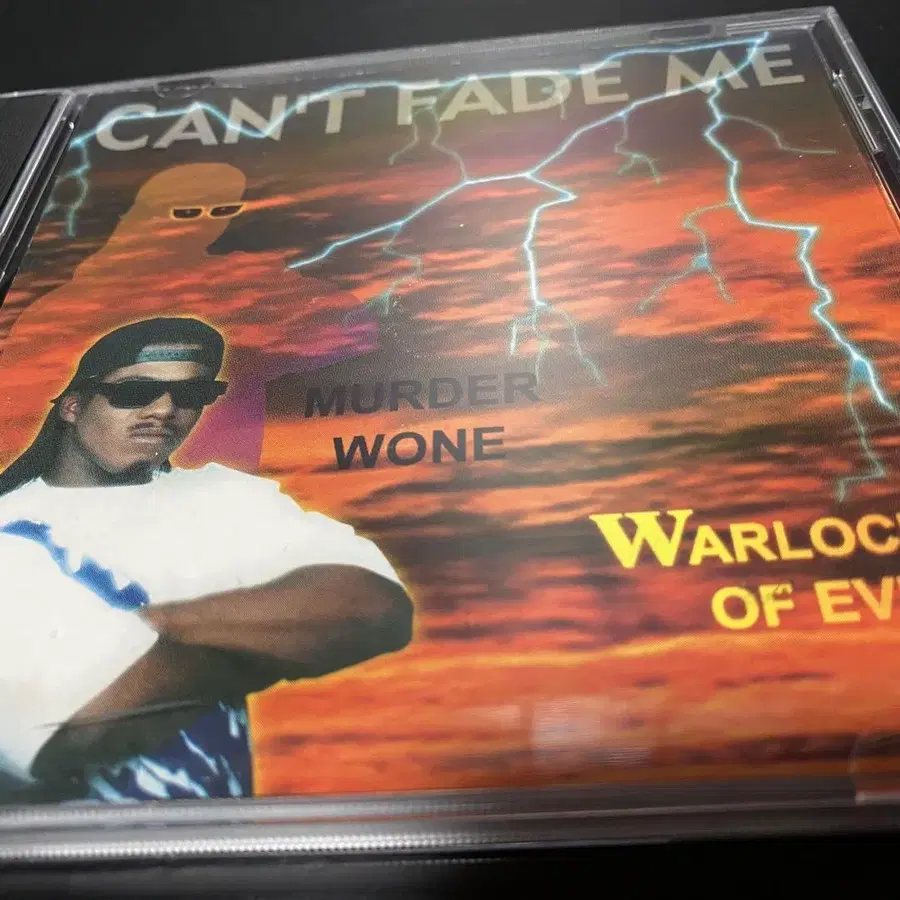 CAN'T FADE ME
MURDER
WONE
WARLOC
OF EV